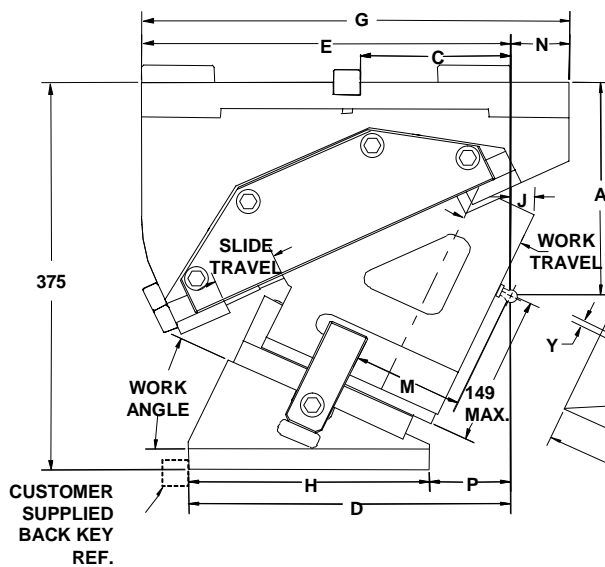 G
E
N
C
A
J
SLIDE
TRAVEL
WORK
TRAVEL
375
Y
M
149
MAX.
WORK
ANGLE
H
P
D
CUSTOMER
SUPPLIED
BACK KEY
REF.